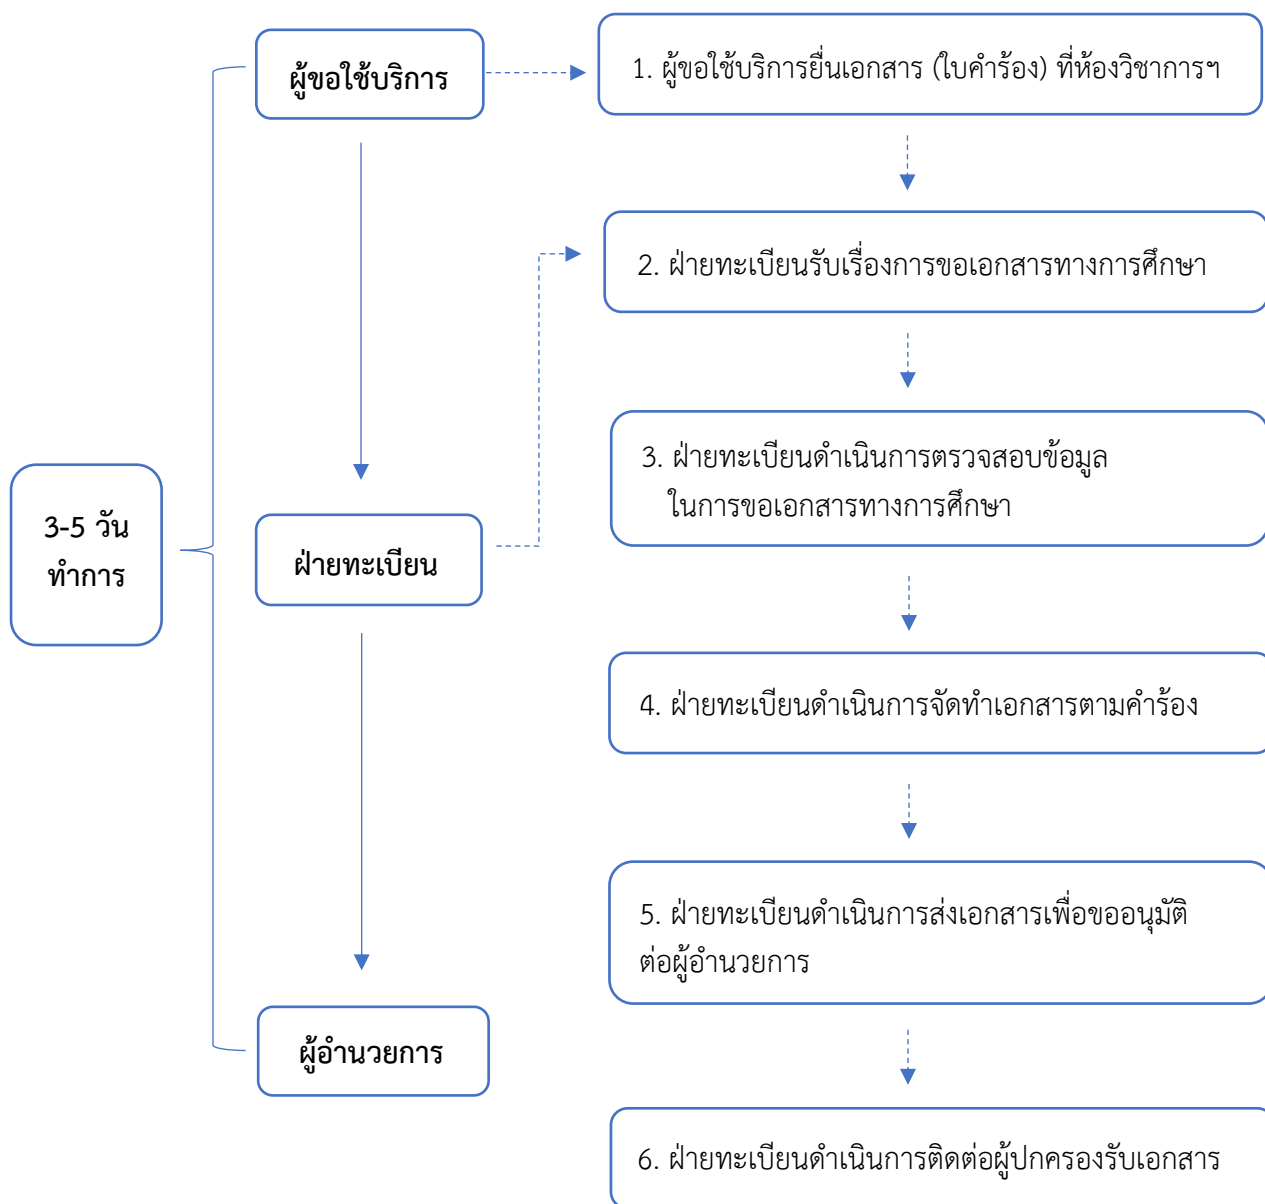 ผู้ขอใช้บริการ
1. ผู้ขอใช้บริการยื่นเอกสาร (ใบคำร้อง) ที่ห้องวิชาการฯ
2. ฝ่ายทะเบียนรับเรื่องการขอเอกสารทางการศึกษา
3. ฝ่ายทะเบียนดำเนินการตรวจสอบข้อมูล
ในการขอเอกสารทางการศึกษา
3-5 วัน
ทำการ
ฝ่ายทะเบียน
4. ฝ่ายทะเบียนดำเนินการจัดทำเอกสารตามคำร้อง
5. ฝ่ายทะเบียนดำเนินการส่งเอกสารเพื่อขออนุมัติ
ต่อผู้อำนวยการ
ผู้อำนวยการ
6. ฝ่ายทะเบียนดำเนินการติดต่อผู้ปกครองรับเอกสาร